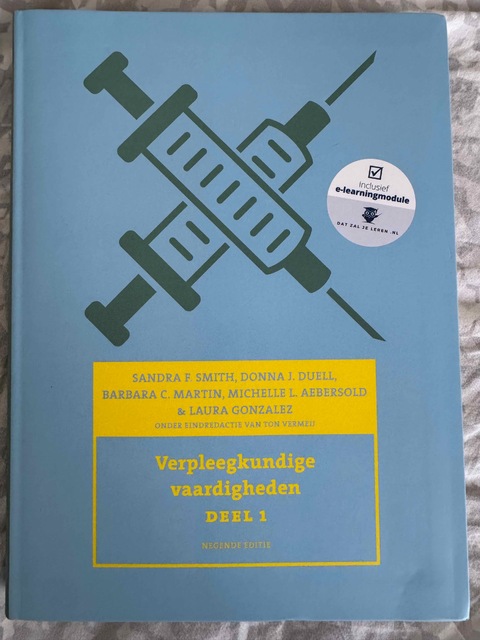 Inclusief
e-learningmodule
DAT ZAL JE LEREN .NL
SANDRA F. SMITH, DONNA J. DUELL,
BARBARA C. MARTIN, MICHELLE L. AEBERSOLD
& LAURA GONZALEZ
ONDER EINDREDACTIE VAN TON VERMEIJ
Verpleegkundige
vaardigheden
DEEL 1
NEGENDE EDITIE